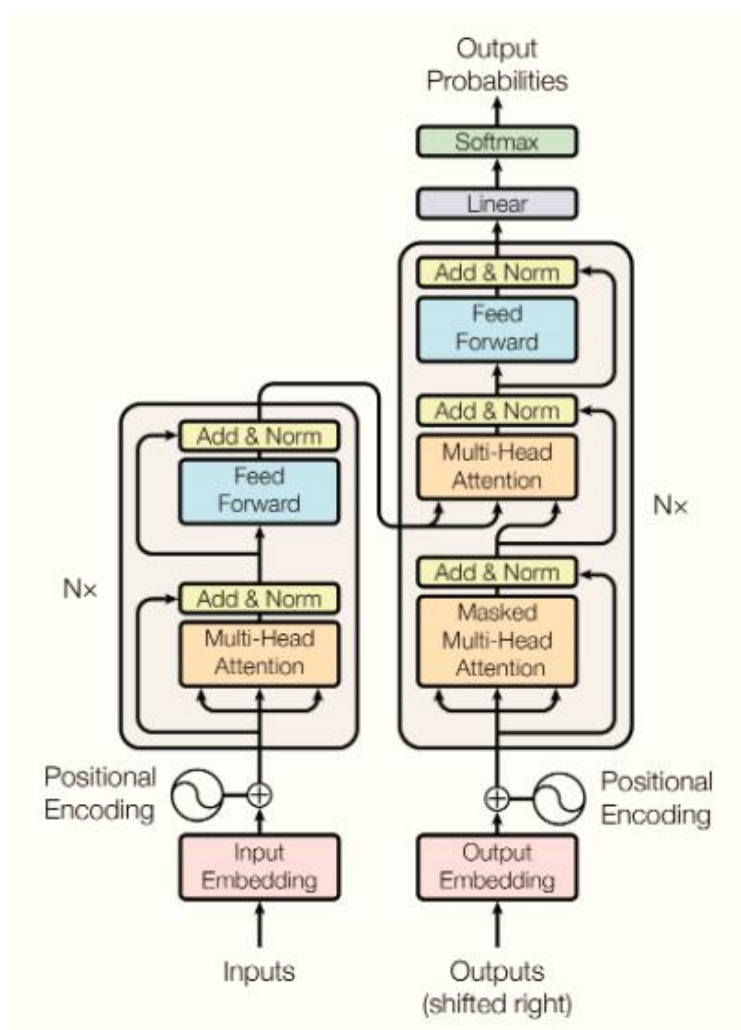 Output
Probabilities
Softmax
Linear
Add & Norm
Feed
Forward
Add & Norm
Multi-Head
Attention
Add & Norm
Masked
Multi-Head
Attention
Nx
Add & Norm
Feed
Forward
Add & Norm
Multi-Head
Attention
Nx
Positional
Encoding
Positional
Encoding
Input
Embedding
Output
Embedding
Inputs
Outputs
(shifted right)